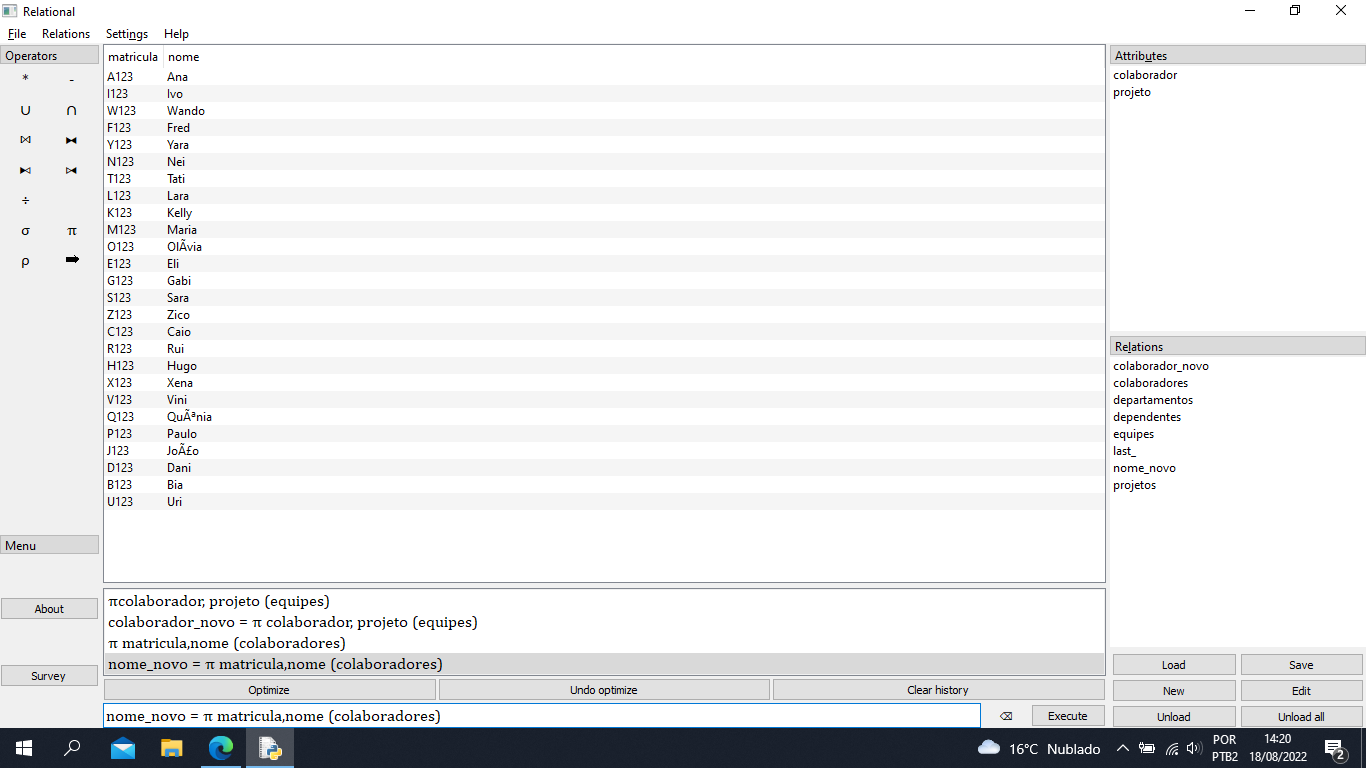 Relational
File Relations Settings Help
Operators
* -
∪ ∩
⋈ ⧓
⧑ ⧒
÷
σ π
ρ ➡
Menu
About
Survey
matricula nome
A123 Ana
I123 Ivo
W123 Wando
F123 Fred
Y123 Yara
N123 Nei
T123 Tati
L123 Lara
K123 Kelly
M123 Maria
O123 OlÃ­via
E123 Eli
G123 Gabi
S123 Sara
Z123 Zico
C123 Caio
R123 Rui
H123 Hugo
X123 Xena
V123 Vini
Q123 QuÃªnia
P123 Paulo
J123 JoÃ£o
D123 Dani
B123 Bia
U123 Uri
πcolaborador, projeto (equipes)
colaborador_novo = π colaborador, projeto (equipes)
π matricula,nome (colaboradores)
nome_novo = π matricula,nome (colaboradores)
Optimize Undo optimize Clear history
nome_novo = π matricula,nome (colaboradores)
⌫ Execute
Attributes
colaborador
projeto
Relations
colaborador_novo
colaboradores
departamentos
dependentes
equipes
last_
nome_novo
projetos
Load Save
New Edit
Unload Unload all
16°C Nublado
POR
PTB2
14:20
18/08/2022
2